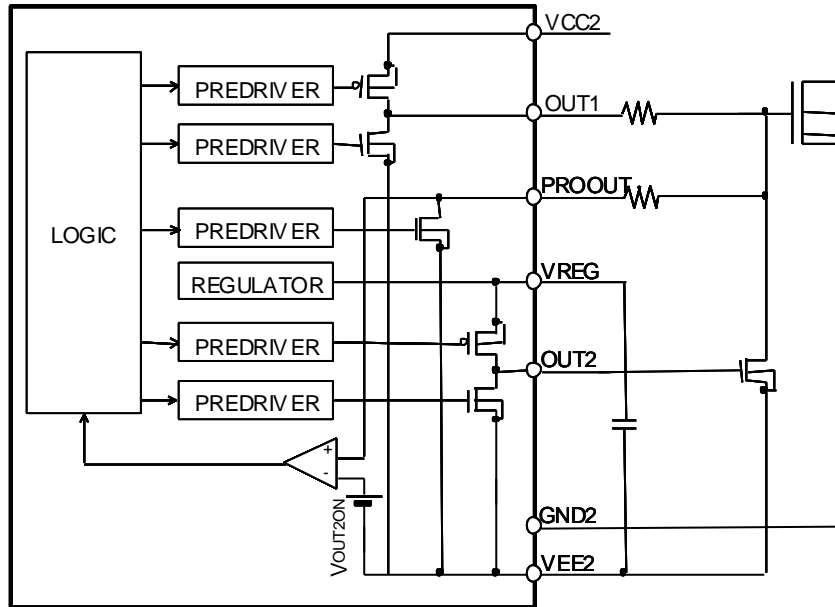 VCC2
PREDRIVER
OUT1
PREDRIVER
PROOUT
LOGIC
PREDRIVER
REGULATOR
VREG
PREDRIVER
OUT2
PREDRIVER
+
-
VOUT2ON
GND2
VEE2